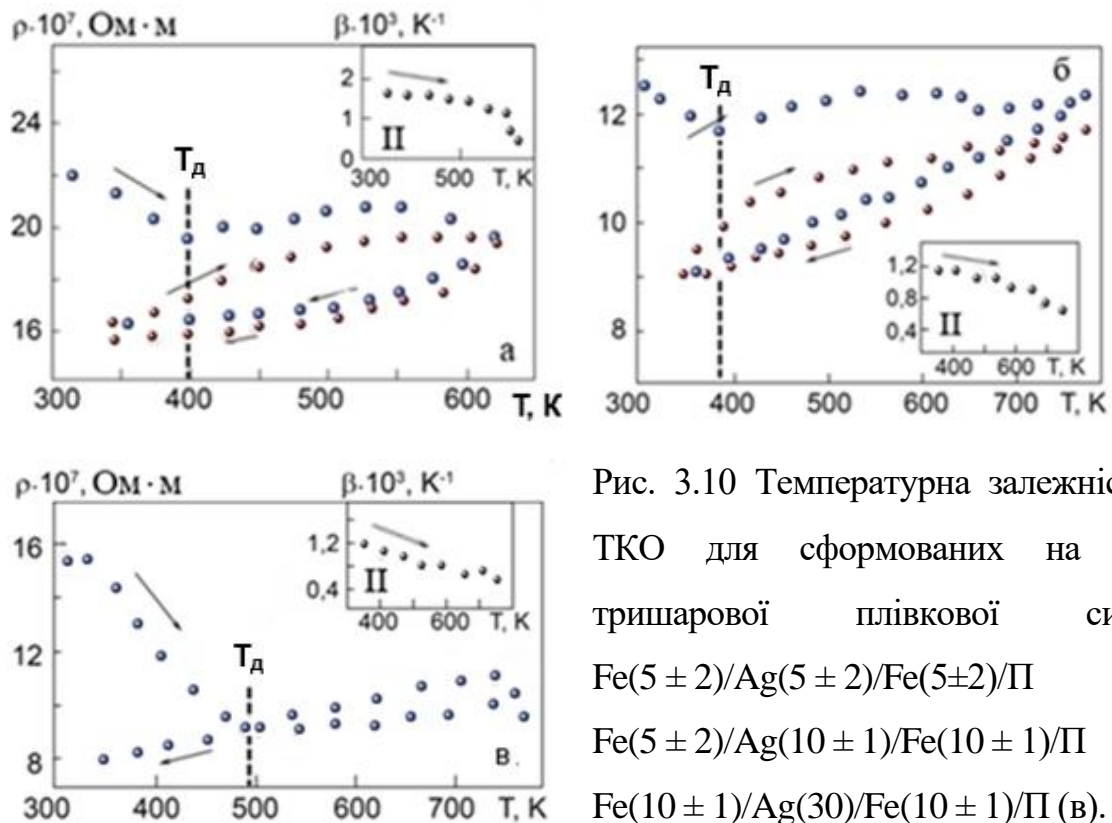 ρ·10⁷, Ом · м
β·10³, К⁻¹
24
20
16
2
1
0
II
300 500 T, К
Tд
а
300 400 500 600 T, К
12
10
8
б
Tд
1,2
0,8
0,4
II
400 600 T, К
300 400 500 600 700 T, К
ρ·10⁷, Ом · м
β·10³, К⁻¹
16
12
8
1,2
0,4
II
400 600 T, К
Tд
в.
300 400 500 600 700 T, К
Рис. 3.10 Температурна залежніс
ТКО для сформованих на
тришарової плівкової си
Fe(5 ± 2)/Ag(5 ± 2)/Fe(5±2)/П
Fe(5 ± 2)/Ag(10 ± 1)/Fe(10 ± 1)/П
Fe(10 ± 1)/Ag(30)/Fe(10 ± 1)/П (в).